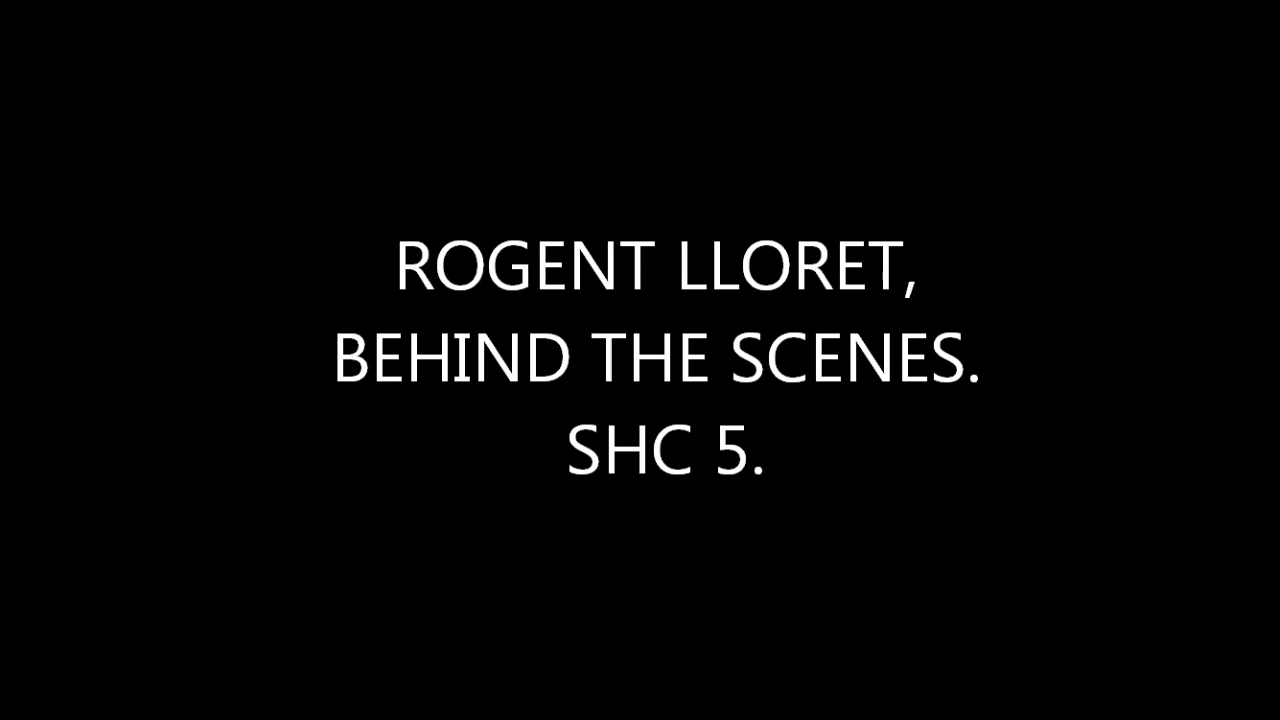 ROGENT LLORET,
BEHIND THE SCENES.
SHC 5.